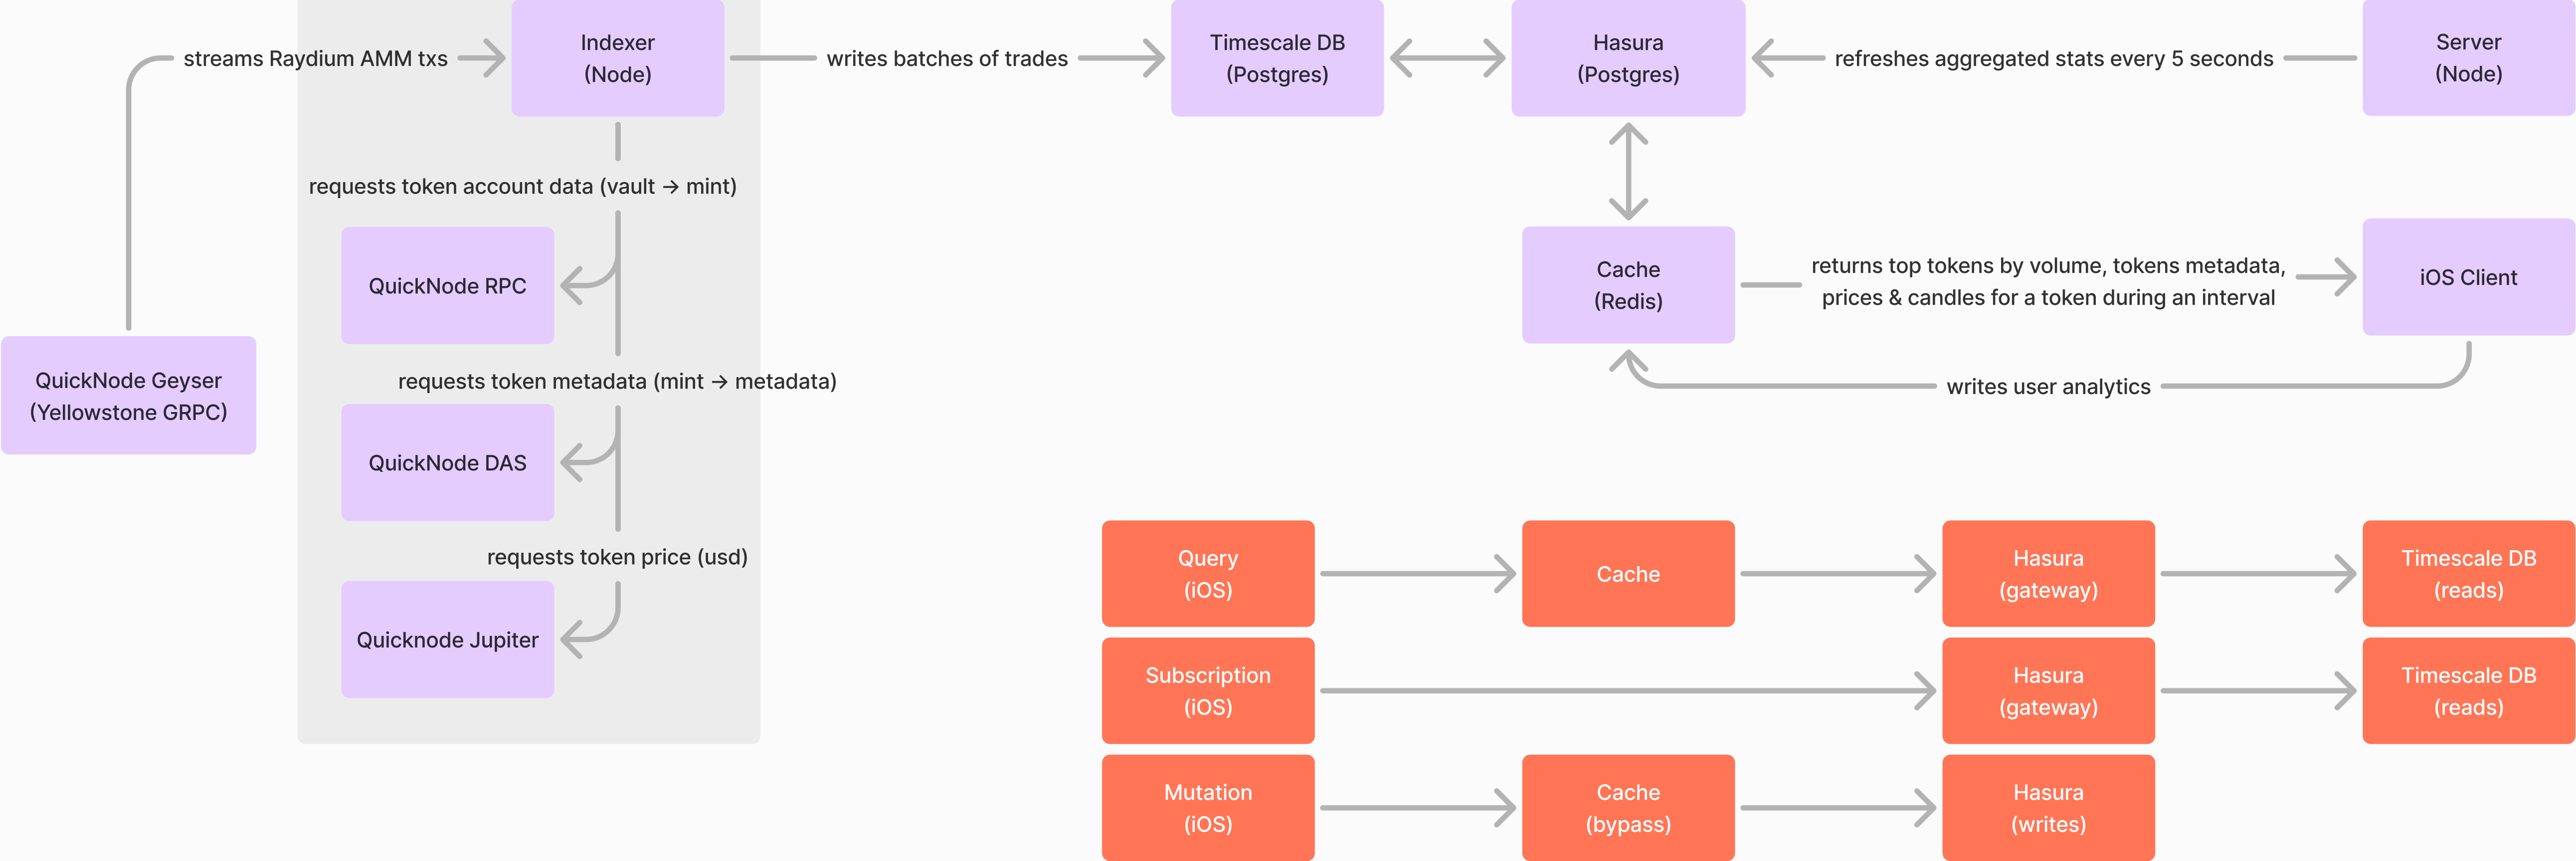 streams Raydium AMM txs
Indexer
(Node)
writes batches of trades
Timescale DB
(Postgres)
Hasura
(Postgres)
refreshes aggregated stats every 5 seconds
Server
(Node)
requests token account data (vault → mint)
QuickNode RPC
requests token metadata (mint → metadata)
QuickNode Geyser
(Yellowstone GRPC)
QuickNode DAS
requests token price (usd)
Quicknode Jupiter
Cache
(Redis)
returns top tokens by volume, tokens metadata,
prices & candles for a token during an interval
iOS Client
writes user analytics
Query
(iOS)
Cache
Hasura
(gateway)
Timescale DB
(reads)
Subscription
(iOS)
Hasura
(gateway)
Timescale DB
(reads)
Mutation
(iOS)
Cache
(bypass)
Hasura
(writes)